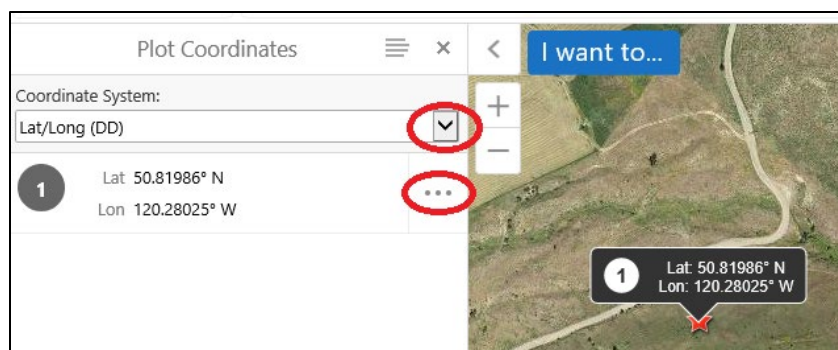 Plot Coordinates
I want to...
Coordinate System:
Lat/Long (DD)
1
Lat 50.81986° N
Lon 120.28025° W
1
Lat: 50.81986° N
Lon: 120.28025° W